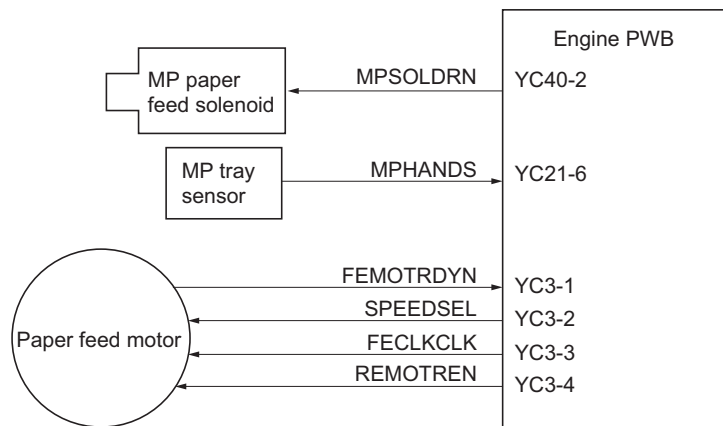 Engine PWB
MP paper
feed solenoid
MPSOLDRN
YC40-2
MP tray
sensor
MPHANDS
YC21-6
Paper feed motor
FEMOTRDYN
YC3-1
SPEEDSEL
YC3-2
FECLKCLK
YC3-3
REMOTREN
YC3-4